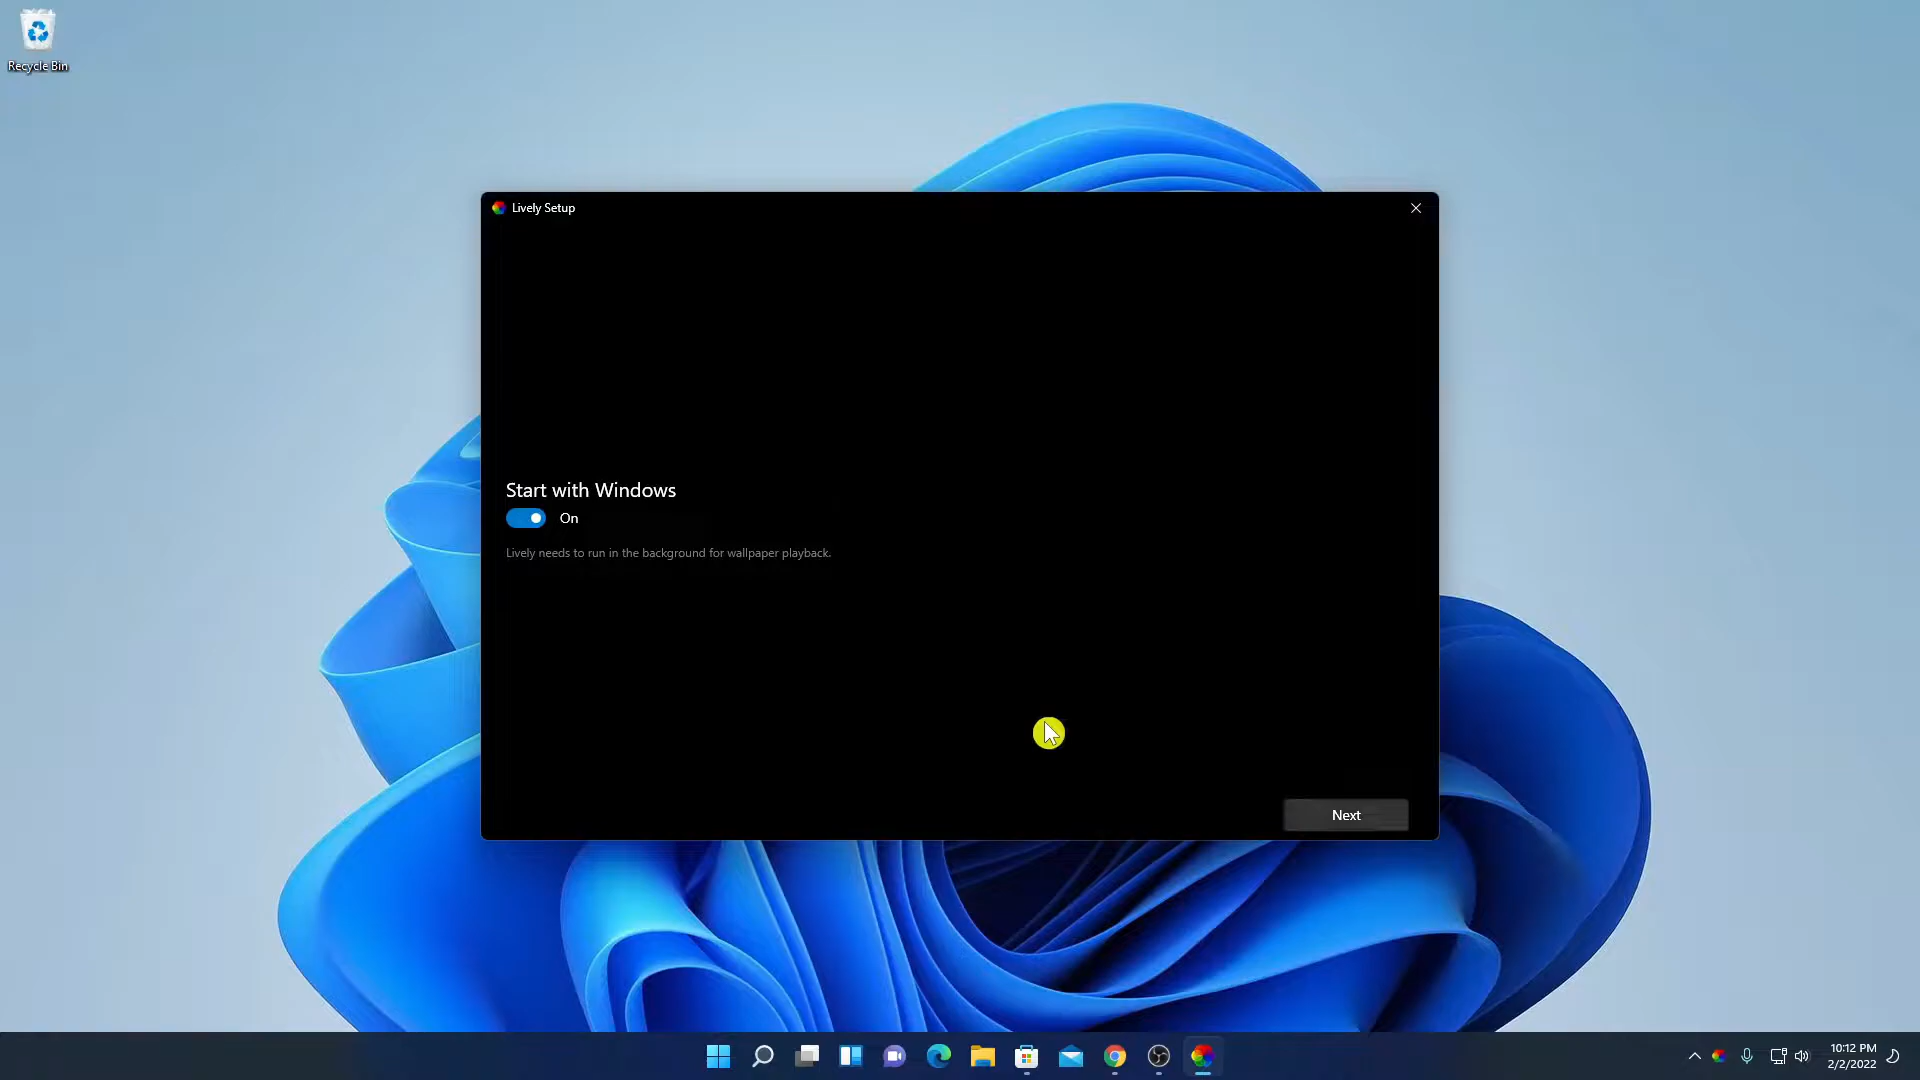 Recycle Bin
Lively Setup
Start with Windows
On
Lively needs to run in the background for wallpaper playback.
Next
10:12 PM
2/2/2022